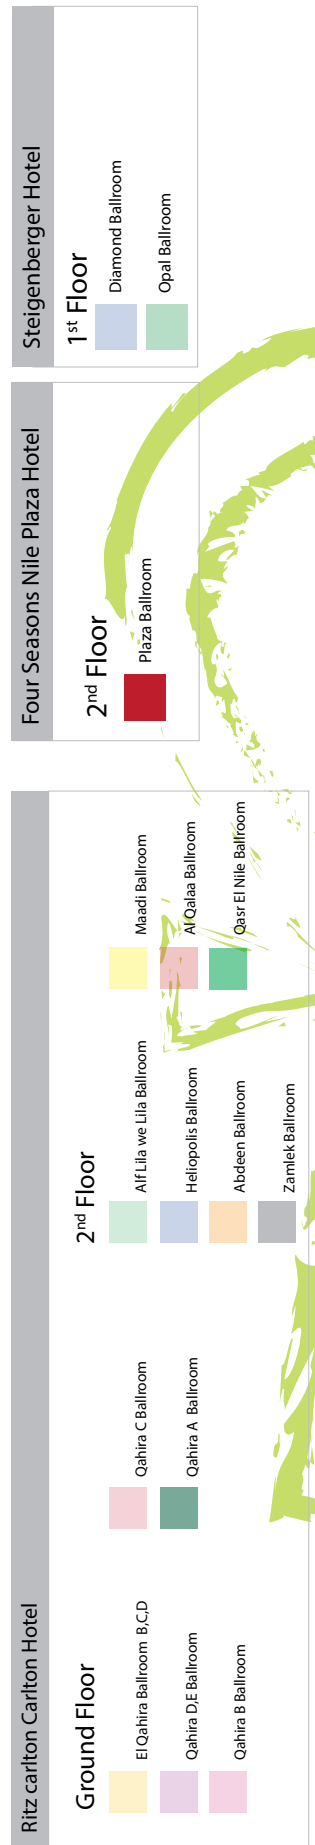 Ritz carlton Carlton Hotel
Ground Floor
El Qahira Ballroom B,C,D
Qahira D,E Ballroom
Qahira B Ballroom
Qahira C Ballroom
Qahira A Ballroom
2nd Floor
Alf Lila we Lila Ballroom
Heliopolis Ballroom
Abdeen Ballroom
Zamlek Ballroom
Maadi Ballroom
Al Qalaa Ballroom
Qasr El Nile Ballroom
Four Seasons Nile Plaza Hotel
2nd Floor
Plaza Ballroom
Steigenberger Hotel
1st Floor
Diamond Ballroom
Opal Ballroom